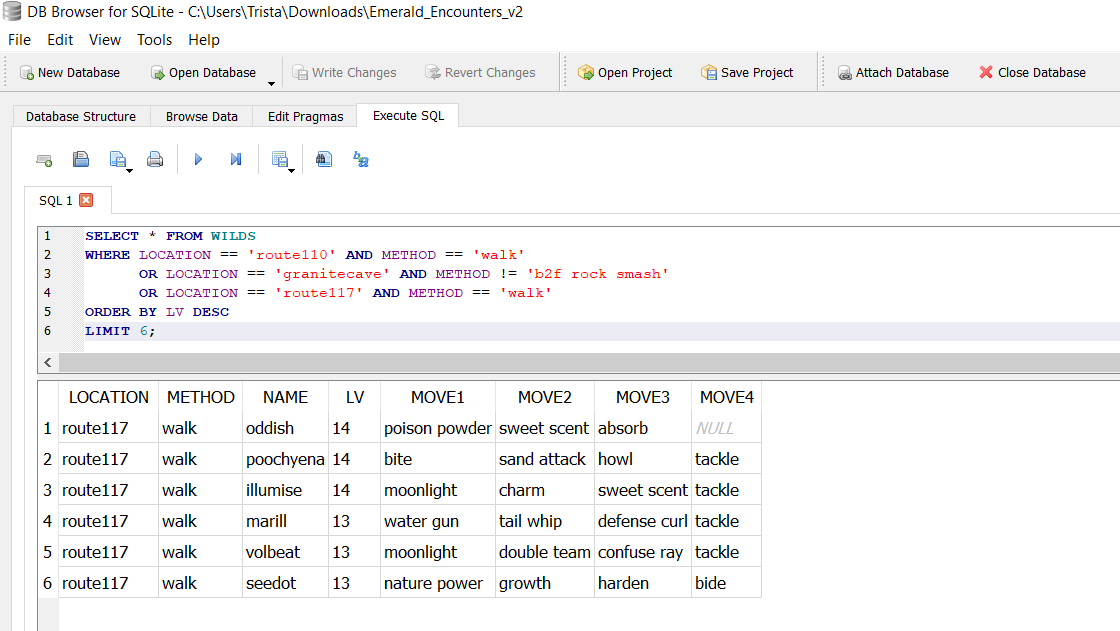 DB Browser for SQLite - C:\Users\Trista\Downloads\Emerald_Encounters_v2
File Edit View Tools Help
New Database Open Database Write Changes Revert Changes Open Project Save Project Attach Database Close Database
Database Structure Browse Data Edit Pragmas Execute SQL
SQL 1
1 SELECT * FROM WILDS
2 WHERE LOCATION == 'route110' AND METHOD == 'walk'
3 OR LOCATION == 'granitecave' AND METHOD != 'b2f rock smash'
4 OR LOCATION == 'route117' AND METHOD == 'walk'
5 ORDER BY LV DESC
6 LIMIT 6;
LOCATION METHOD NAME LV MOVE1 MOVE2 MOVE3 MOVE4
1 route117 walk oddish 14 poison powder sweet scent absorb NULL
2 route117 walk poochyena 14 bite sand attack howl tackle
3 route117 walk illumise 14 moonlight charm sweet scent tackle
4 route117 walk marill 13 water gun tail whip defense curl tackle
5 route117 walk volbeat 13 moonlight double team confuse ray tackle
6 route117 walk seedot 13 nature power growth harden bide